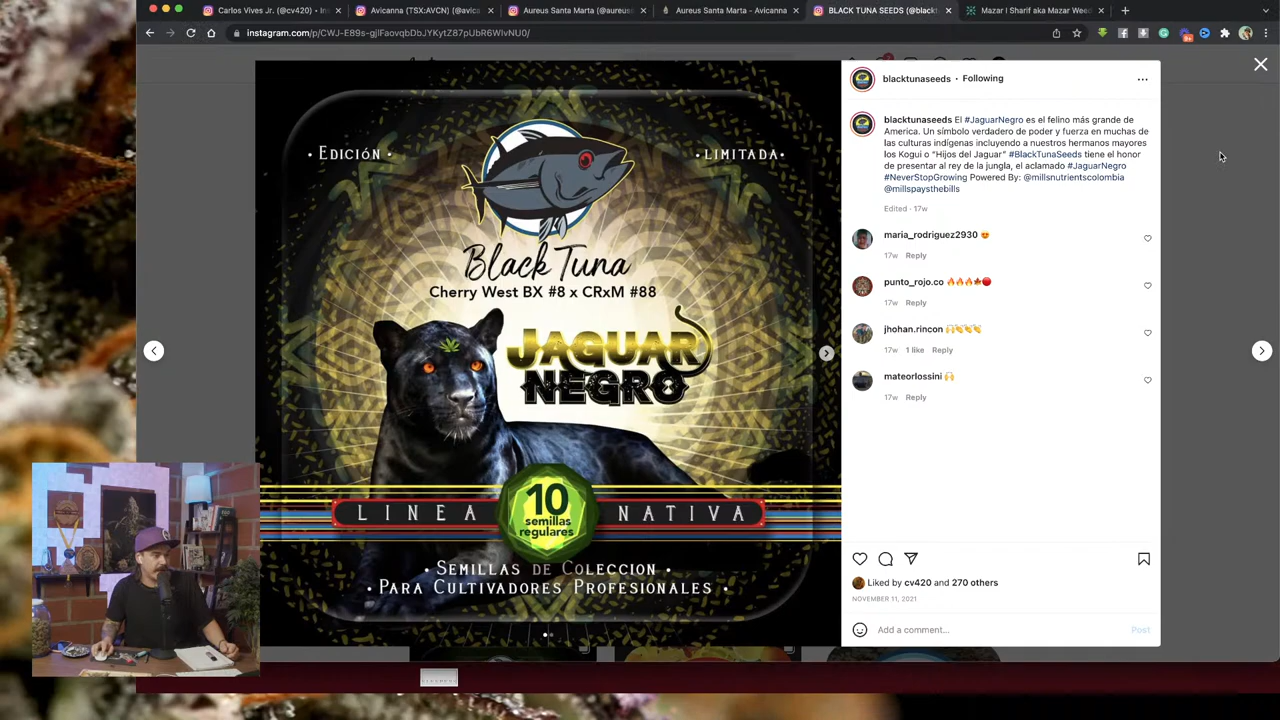 Carlos Vives Jr. (@cv420) • Ins
Avicanna (TSX:AVCN) (@avica
Aureus Santa Marta (@aureus
Aureus Santa Marta - Avicanna
BLACK TUNA SEEDS (@black
Mazar I Sharif aka Mazar Weed
instagram.com/p/CWJ-E89s-gjlFaovqbDbJYKytZ87pUbR6WlvNU0/
• EDICIÓN •
• LIMITADA •
Black Tuna
Cherry West BX #8 x CRxM #88
JAGUAR
NEGRO
LINEA
10
semillas
regulares
NATIVA
• SEMILLAS DE COLECCION •
• PARA CULTIVADORES PROFESIONALES •
blacktunaseeds • Following
blacktunaseeds El #JaguarNegro es el felino más grande de
America. Un símbolo verdadero de poder y fuerza en muchas de
las culturas indígenas incluyendo a nuestros hermanos mayores
los Kogui o “Hijos del Jaguar” #BlackTunaSeeds tiene el honor
de presentar al rey de la jungla, el aclamado #JaguarNegro
#NeverStopGrowing Powered By: @millsnutrientscolombia
@millspaysthebills
Edited · 17w
maria_rodriguez2930 😍
17w Reply
punto_rojo.co 🔥🔥🔥🍁🔴
17w Reply
jhohan.rincon 🙌👏👏👏
17w 1 like Reply
mateorlossini 🙌
17w Reply
Liked by cv420 and 270 others
NOVEMBER 11, 2021
Add a comment...
Post